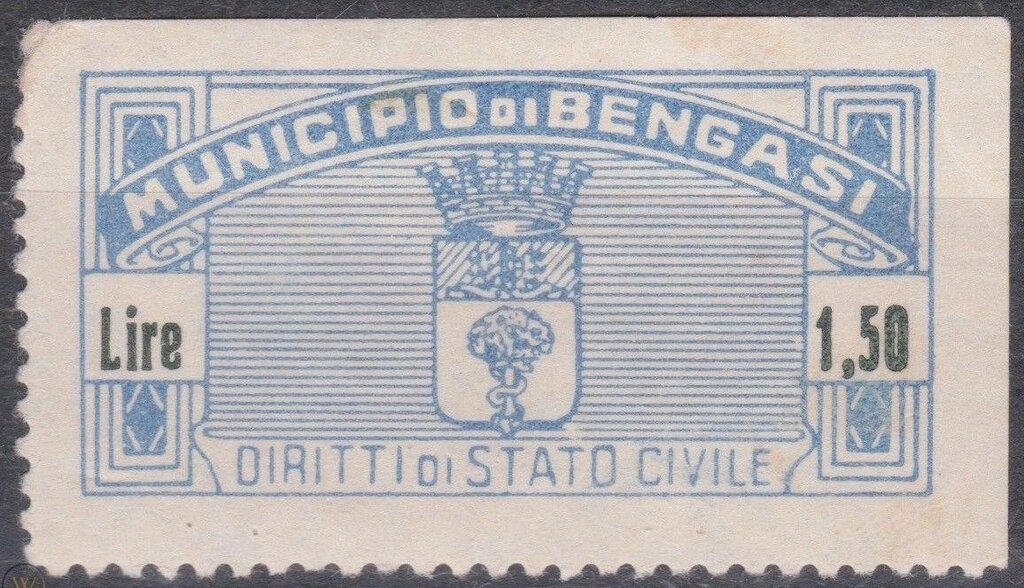 MUNICIPIO DI BENGASI
Lire
1,50
DIRITTI DI STATO CIVILE
W